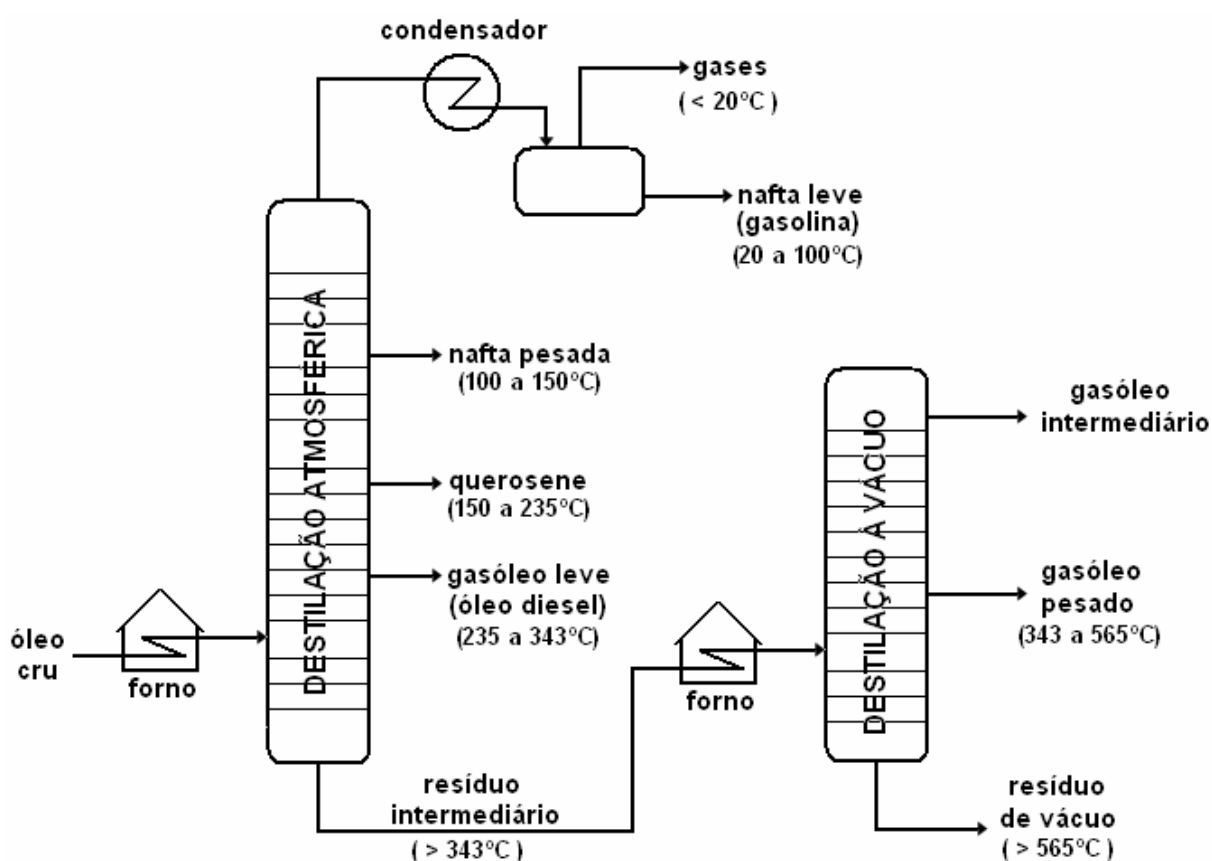 condensador
gases
( < 20°C )
nafta leve
(gasolina)
(20 a 100°C)
DESTILAÇÃO ATMOSFÉRICA
nafta pesada
(100 a 150°C)
querosene
(150 a 235°C)
gasóleo leve
(óleo diesel)
(235 a 343°C)
óleo
cru
forno
resíduo
intermediário
( > 343°C )
forno
DESTILAÇÃO À VÁCUO
gasóleo
intermediário
gasóleo
pesado
(343 a 565°C)
resíduo
de vácuo
( > 565°C )